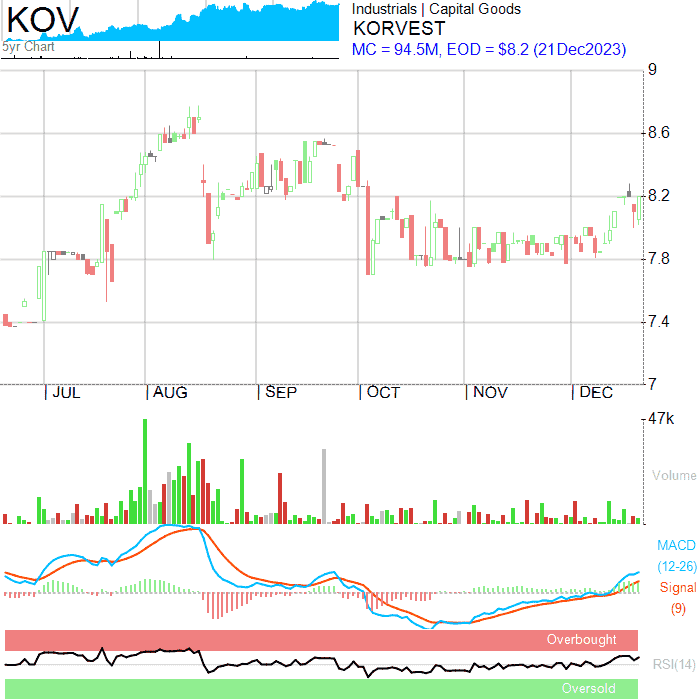 KOV
5yr Chart
Industrials | Capital Goods
KORVEST
MC = 94.5M, EOD = $8.2 (21Dec2023)
9
8.6
8.2
7.8
7.4
7
JUL AUG SEP OCT NOV DEC
47k
Volume
MACD
(12-26)
Signal
(9)
Overbought
RSI(14)
Oversold